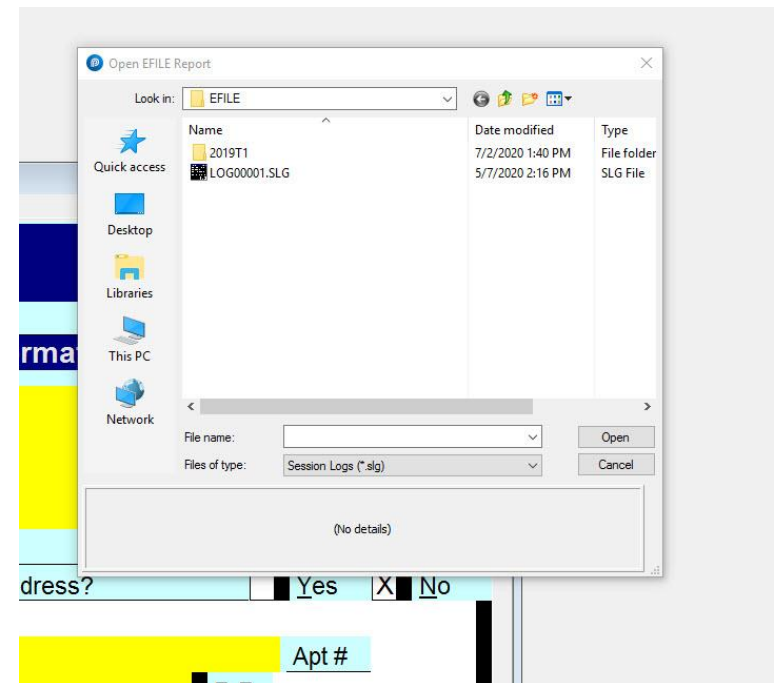 Open EFILE Report
Look in: EFILE
Name Date modified Type
2019T1 7/2/2020 1:40 PM File folder
LOG00001.SLG 5/7/2020 2:16 PM SLG File
Quick access
Desktop
Libraries
This PC
Network
File name: Open
Files of type: Session Logs (*.slg) Cancel
(No details)
rma
dress? Yes X No
Apt #